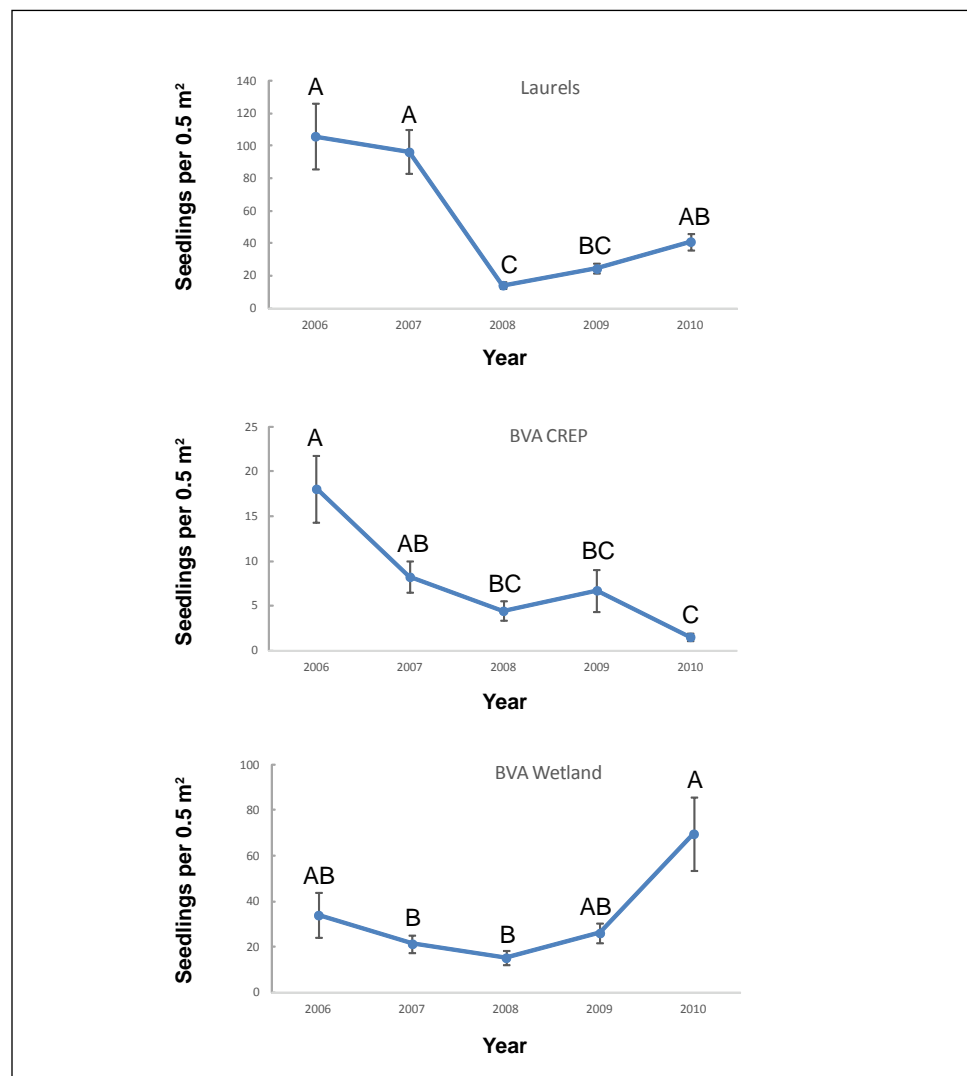 Laurels
Seedlings per 0.5 m²
140
120
100
80
60
40
20
0
A
A
C
BC
AB
2006 2007 2008 2009 2010
Year
BVA CREP
Seedlings per 0.5 m²
25
20
15
10
5
0
A
AB
BC
BC
C
2006 2007 2008 2009 2010
Year
BVA Wetland
Seedlings per 0.5 m²
100
80
60
40
20
0
AB
B
B
AB
A
2006 2007 2008 2009 2010
Year